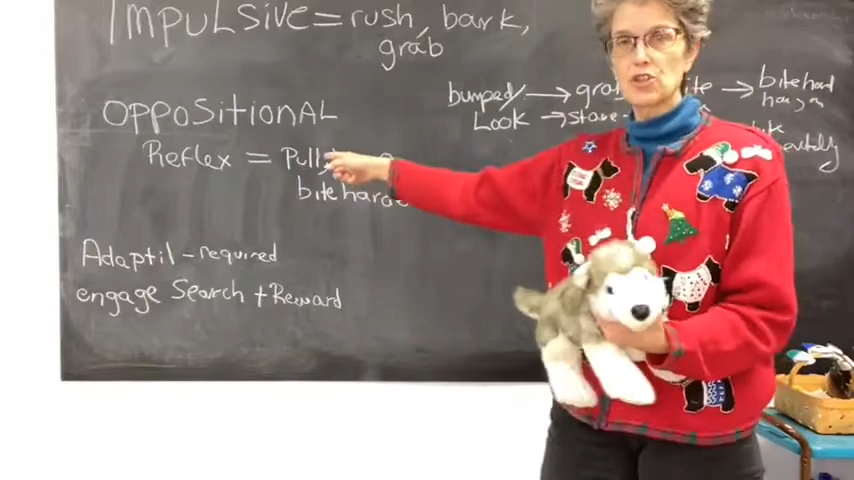 IMPULSIVE = rush, bark,
grab
OPPOSITIONAL
Reflex = Pull
bite harder
Adaptil - required
engage Search + Reward
bumped/ → grab → bite hard
Look → stare